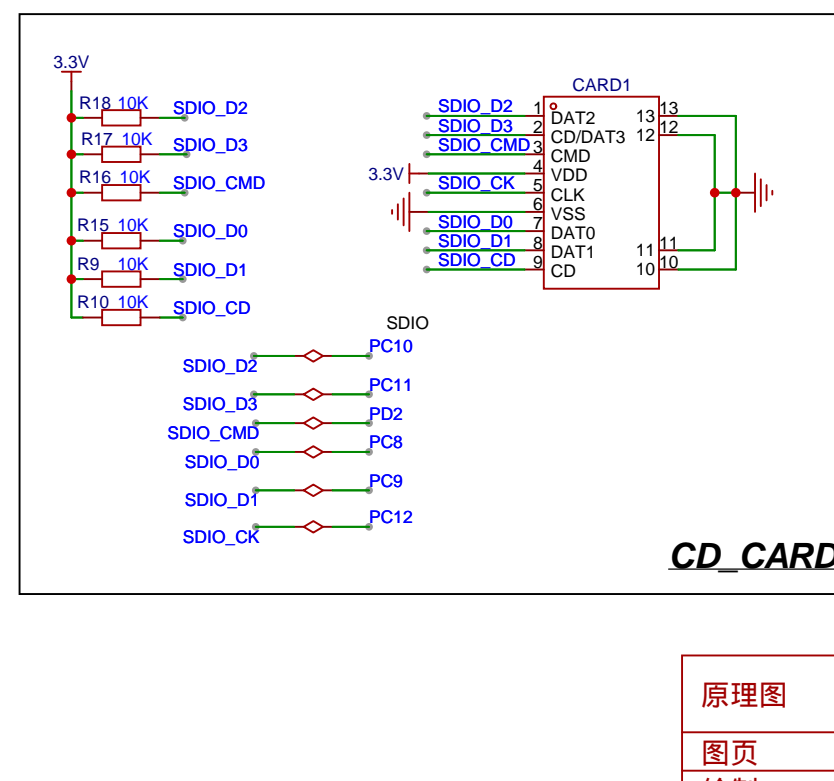 3.3V
R18 10K SDIO_D2
R17 10K SDIO_D3
R16 10K SDIO_CMD
R15 10K SDIO_D0
R9 10K SDIO_D1
R10 10K SDIO_CD
CARD1
SDIO_D2 1 DAT2 13 13
SDIO_D3 2 CD/DAT3 12 12
SDIO_CMD 3 CMD
3.3V 4 VDD
SDIO_CK 5 CLK
6 VSS
SDIO_D0 7 DAT0
SDIO_D1 8 DAT1 11 11
SDIO_CD 9 CD 10 10
SDIO
SDIO_D2 PC10
SDIO_D3 PC11
SDIO_CMD PD2
SDIO_D0 PC8
SDIO_D1 PC9
SDIO_CK PC12
CD_CARD
原理图
图页